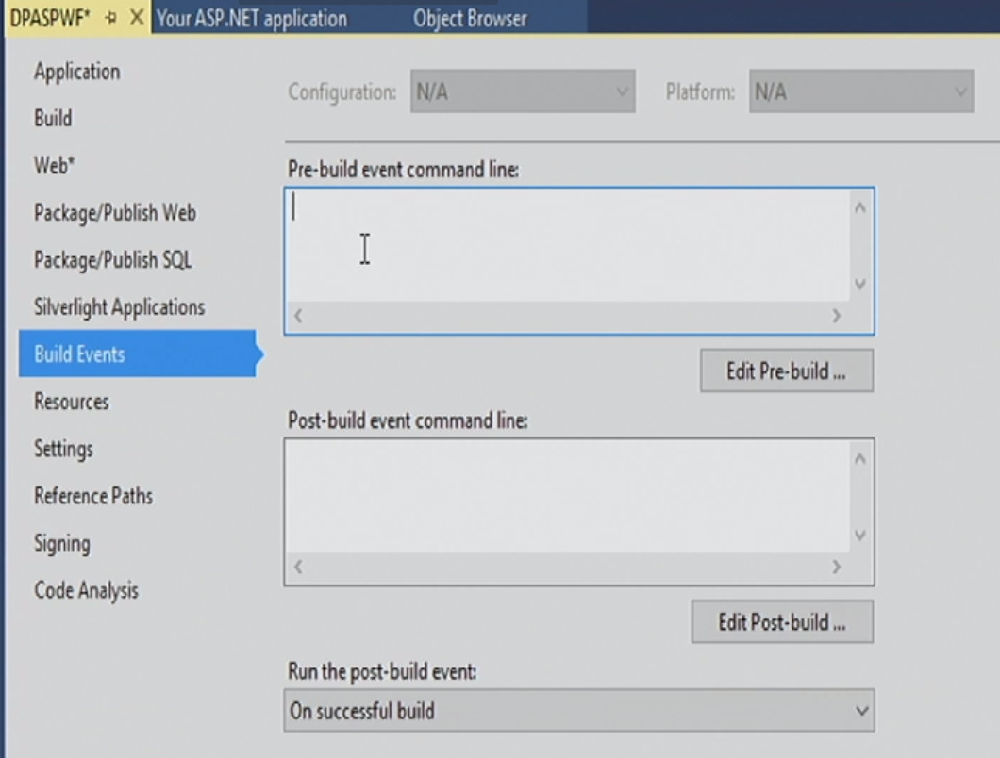 DPASPWF* Your ASP.NET application Object Browser
Application
Build
Web*
Package/Publish Web
Package/Publish SQL
Silverlight Applications
Build Events
Resources
Settings
Reference Paths
Signing
Code Analysis
Configuration: N/A Platform: N/A
Pre-build event command line:
Edit Pre-build ...
Post-build event command line:
Edit Post-build ...
Run the post-build event:
On successful build